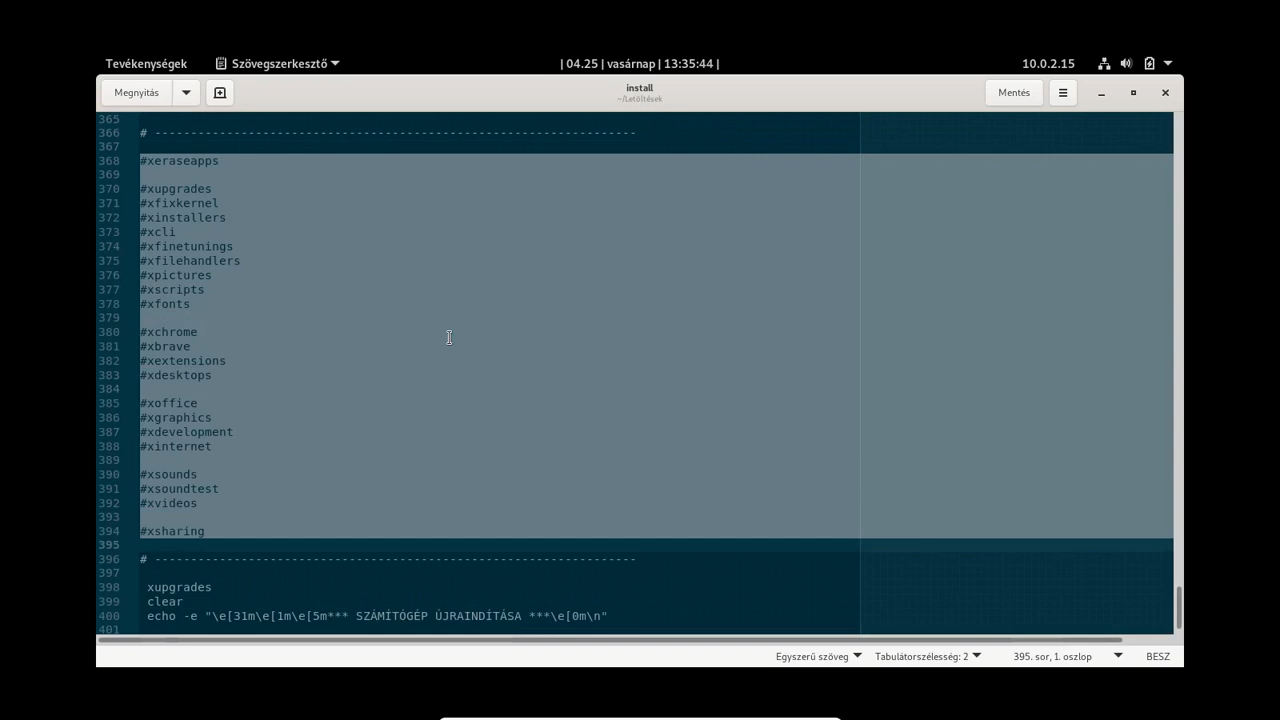 Tevékenységek
Szövegszerkesztő
| 04.25 | vasárnap | 13:35:44 |
10.0.2.15
Megnyitás
install
~/Letöltések
Mentés
365
366 # -------------------------------------------------------------------
367
368 #xeraseapps
369
370 #xupgrades
371 #xfixkernel
372 #xinstallers
373 #xcli
374 #xfinetunings
375 #xfilehandlers
376 #xpictures
377 #xscripts
378 #xfonts
379
380 #xchrome
381 #xbrave
382 #xextensions
383 #xdesktops
384
385 #xoffice
386 #xgraphics
387 #xdevelopment
388 #xinternet
389
390 #xsounds
391 #xsoundtest
392 #xvideos
393
394 #xsharing
395
396 # -------------------------------------------------------------------
397
398 xupgrades
399 clear
400 echo -e "\e[31m\e[1m\e[5m*** SZÁMÍTÓGÉP ÚJRAINDÍTÁSA ***\e[0m\n"
401
Egyszerű szöveg
Tabulátorszélesség: 2
395. sor, 1. oszlop
BESZ